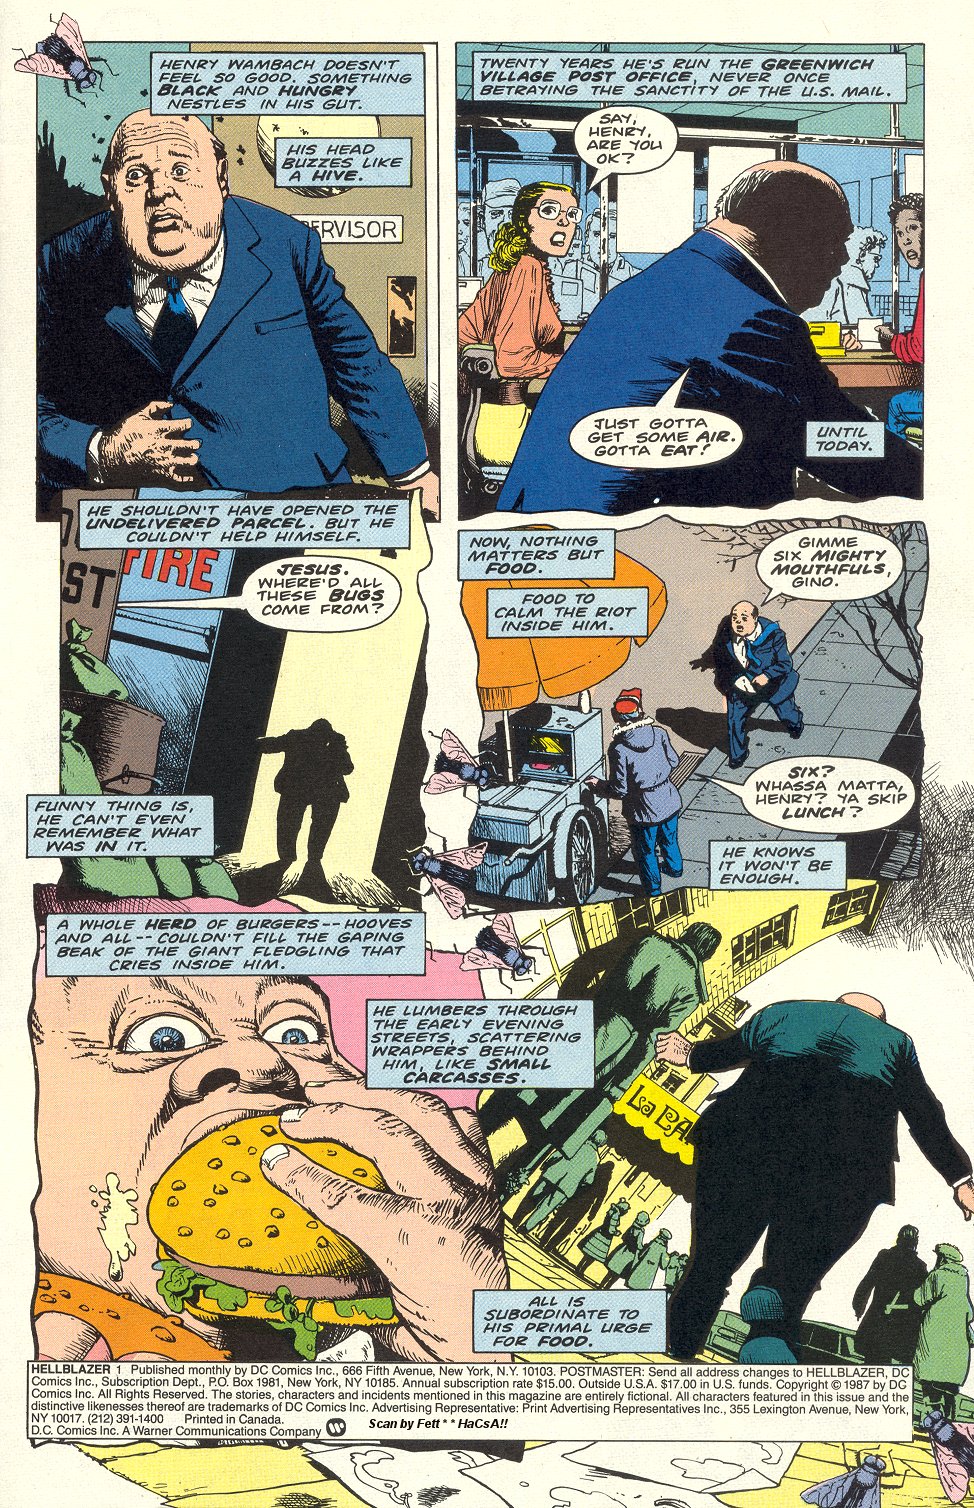 HENRY WAMBACH DOESN'T
FEEL SO GOOD. SOMETHING
BLACK AND HUNGRY
NESTLES IN HIS GUT.
HIS HEAD
BUZZES LIKE
A HIVE.
ERVISOR
TWENTY YEARS HE'S RUN THE GREENWICH
VILLAGE POST OFFICE, NEVER ONCE
BETRAYING THE SANCTITY OF THE U.S. MAIL.
SAY,
HENRY,
ARE YOU
OK?
JUST GOTTA
GET SOME AIR.
GOTTA EAT!
UNTIL
TODAY.
HE SHOULDN'T HAVE OPENED THE
UNDELIVERED PARCEL. BUT HE
COULDN'T HELP HIMSELF.
FIRE
ST
JESUS.
WHERE'D ALL
THESE BUGS
COME FROM?
FUNNY THING IS,
HE CAN'T EVEN
REMEMBER WHAT
WAS IN IT.
NOW, NOTHING
MATTERS BUT
FOOD.
FOOD TO
CALM THE RIOT
INSIDE HIM.
GIMME
SIX MIGHTY
MOUTHFULS,
GINO.
SIX?
WHASSA MATTA,
HENRY? YA SKIP
LUNCH?
HE KNOWS
IT WON'T BE
ENOUGH.
A WHOLE HERD OF BURGERS--HOOVES
AND ALL--COULDN'T FILL THE GAPING
BEAK OF THE GIANT FLEDGLING THAT
CRIES INSIDE HIM.
HE LUMBERS THROUGH
THE EARLY EVENING
STREETS, SCATTERING
WRAPPERS BEHIND
HIM, LIKE SMALL
CARCASSES.
La BA
ALL IS
SUBORDINATE TO
HIS PRIMAL URGE
FOR FOOD.
HELLBLAZER 1 Published monthly by DC Comics Inc., 666 Fifth Avenue, New York, N.Y. 10103. POSTMASTER: Send all address changes to HELLBLAZER, DC
Comics Inc., Subscription Dept., P.O. Box 1981, New York, NY 10185. Annual subscription rate $15.00. Outside U.S.A. $17.00 in U.S. funds. Copyright © 1987 by DC
Comics Inc. All Rights Reserved. The stories, characters and incidents mentioned in this magazine are entirely fictional. All characters featured in this issue and the
distinctive likenesses thereof are trademarks of DC Comics Inc. Advertising Representative: Print Advertising Representatives Inc., 355 Lexington Avenue, New York,
NY 10017. (212) 391-1400 Printed in Canada.
D.C. Comics Inc. A Warner Communications Company
Scan by Fett * * HaCsA!!